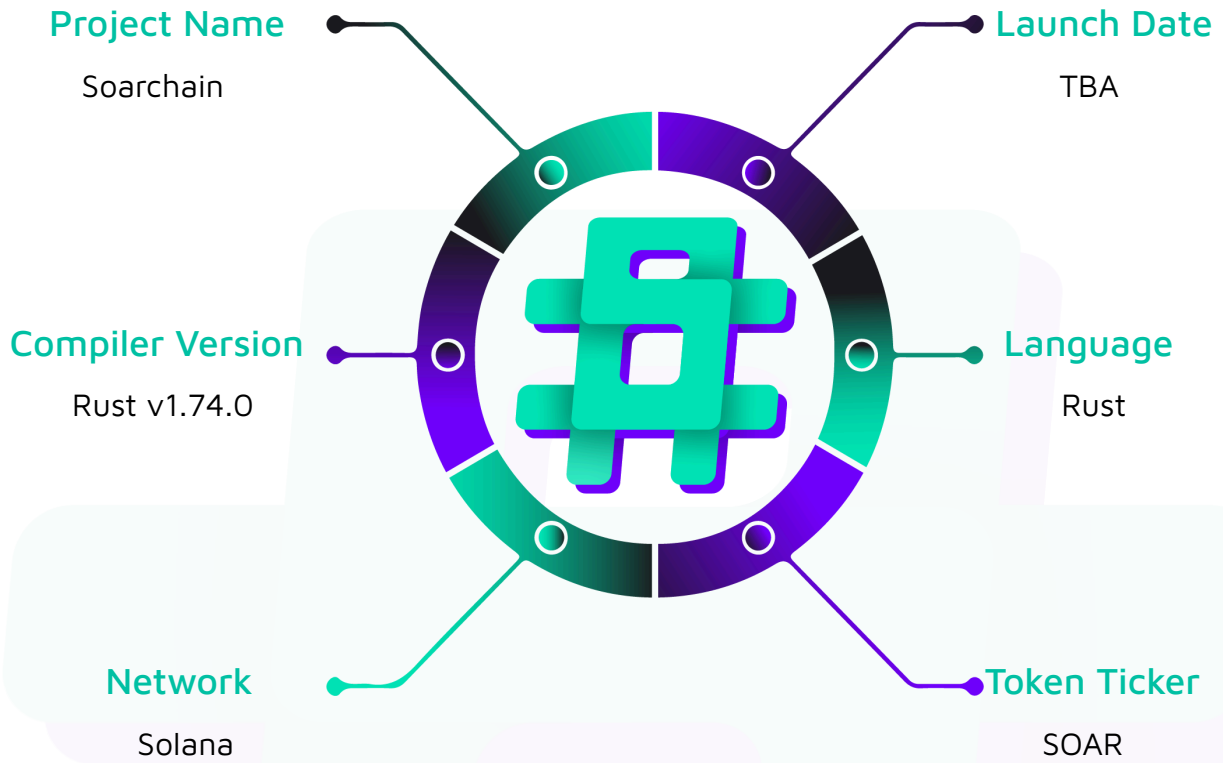 Project Name
Soarchain
Launch Date
TBA
Compiler Version
Rust v1.74.0
Language
Rust
Network
Solana
Token Ticker
SOAR